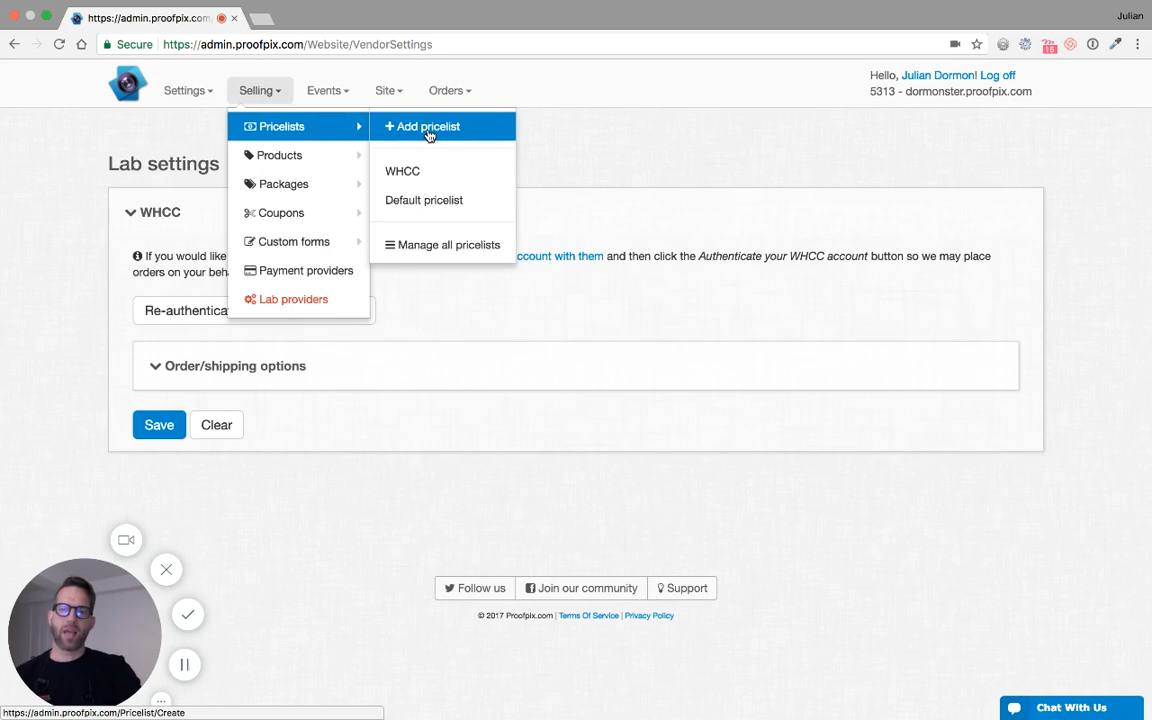 https://admin.proofpix.com
Julian
Secure https://admin.proofpix.com/Website/VendorSettings
15
Settings
Selling
Events
Site
Orders
Hello, Julian Dormon! Log off
5313 - dormonster.proofpix.com
Pricelists
+ Add pricelist
Products
WHCC
Packages
Default pricelist
Coupons
Custom forms
Manage all pricelists
Payment providers
Lab providers
Lab settings
WHCC
If you would like
ccount with them and then click the Authenticate your WHCC account button so we may place
orders on your beh
Re-authentica
Order/shipping options
Save
Clear
Follow us
Join our community
Support
© 2017 Proofpix.com | Terms Of Service | Privacy Policy
...
https://admin.proofpix.com/Pricelist/Create
Chat With Us